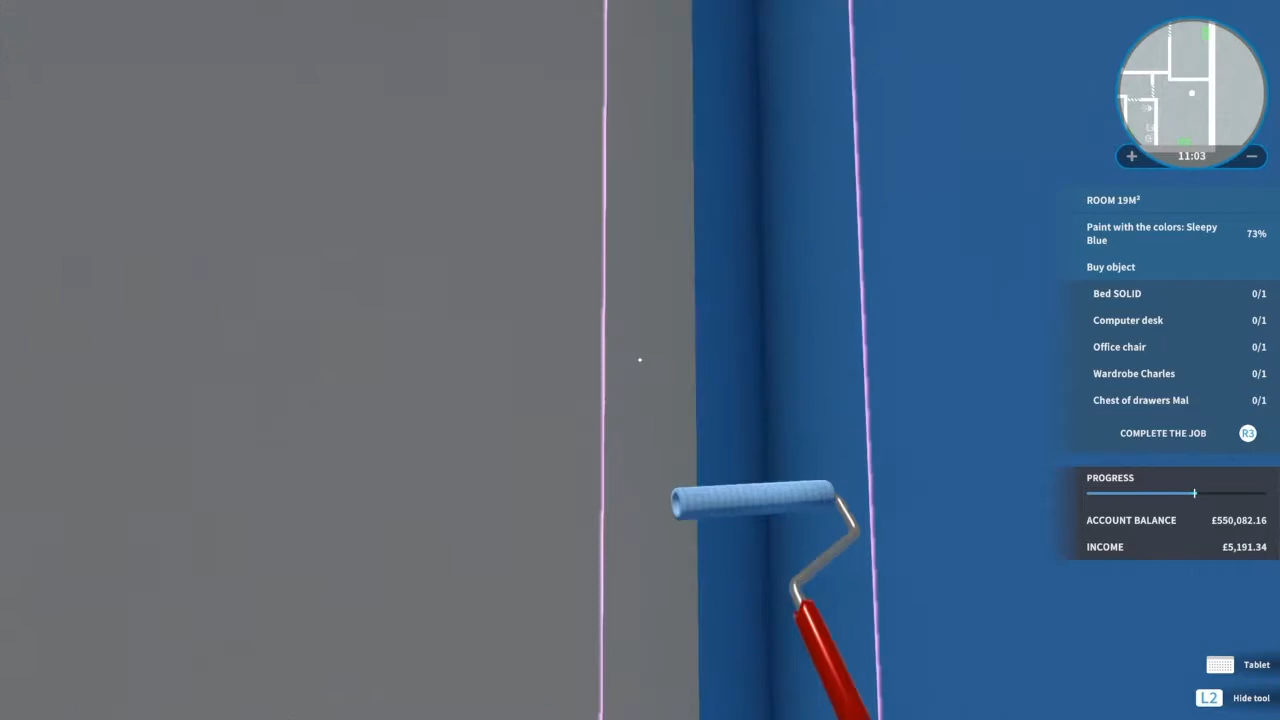 11:03
ROOM 19M²
Paint with the colors: Sleepy
Blue
73%
Buy object
Bed SOLID 0/1
Computer desk 0/1
Office chair 0/1
Wardrobe Charles 0/1
Chest of drawers Mal 0/1
COMPLETE THE JOB R3
PROGRESS
ACCOUNT BALANCE £550,082.16
INCOME £5,191.34
Tablet
L2 Hide tool